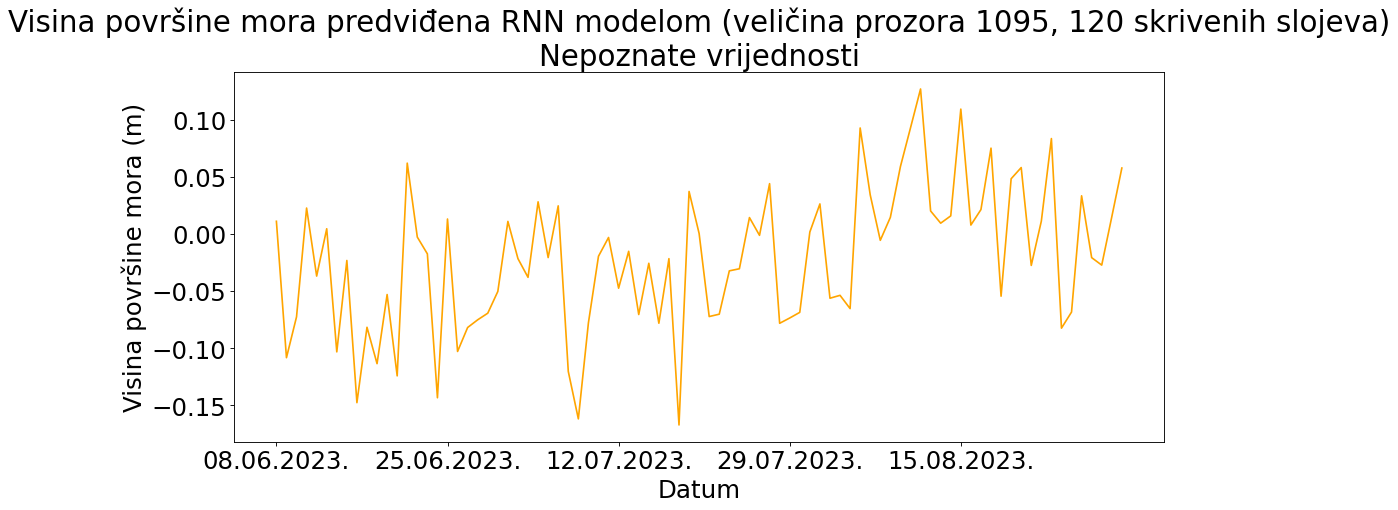 Visina površine mora predviđena RNN modelom (veličina prozora 1095, 120 skrivenih slojeva)
Nepoznate vrijednosti
Visina površine mora (m)
0.10
0.05
0.00
−0.05
−0.10
−0.15
08.06.2023. 25.06.2023. 12.07.2023. 29.07.2023. 15.08.2023.
Datum